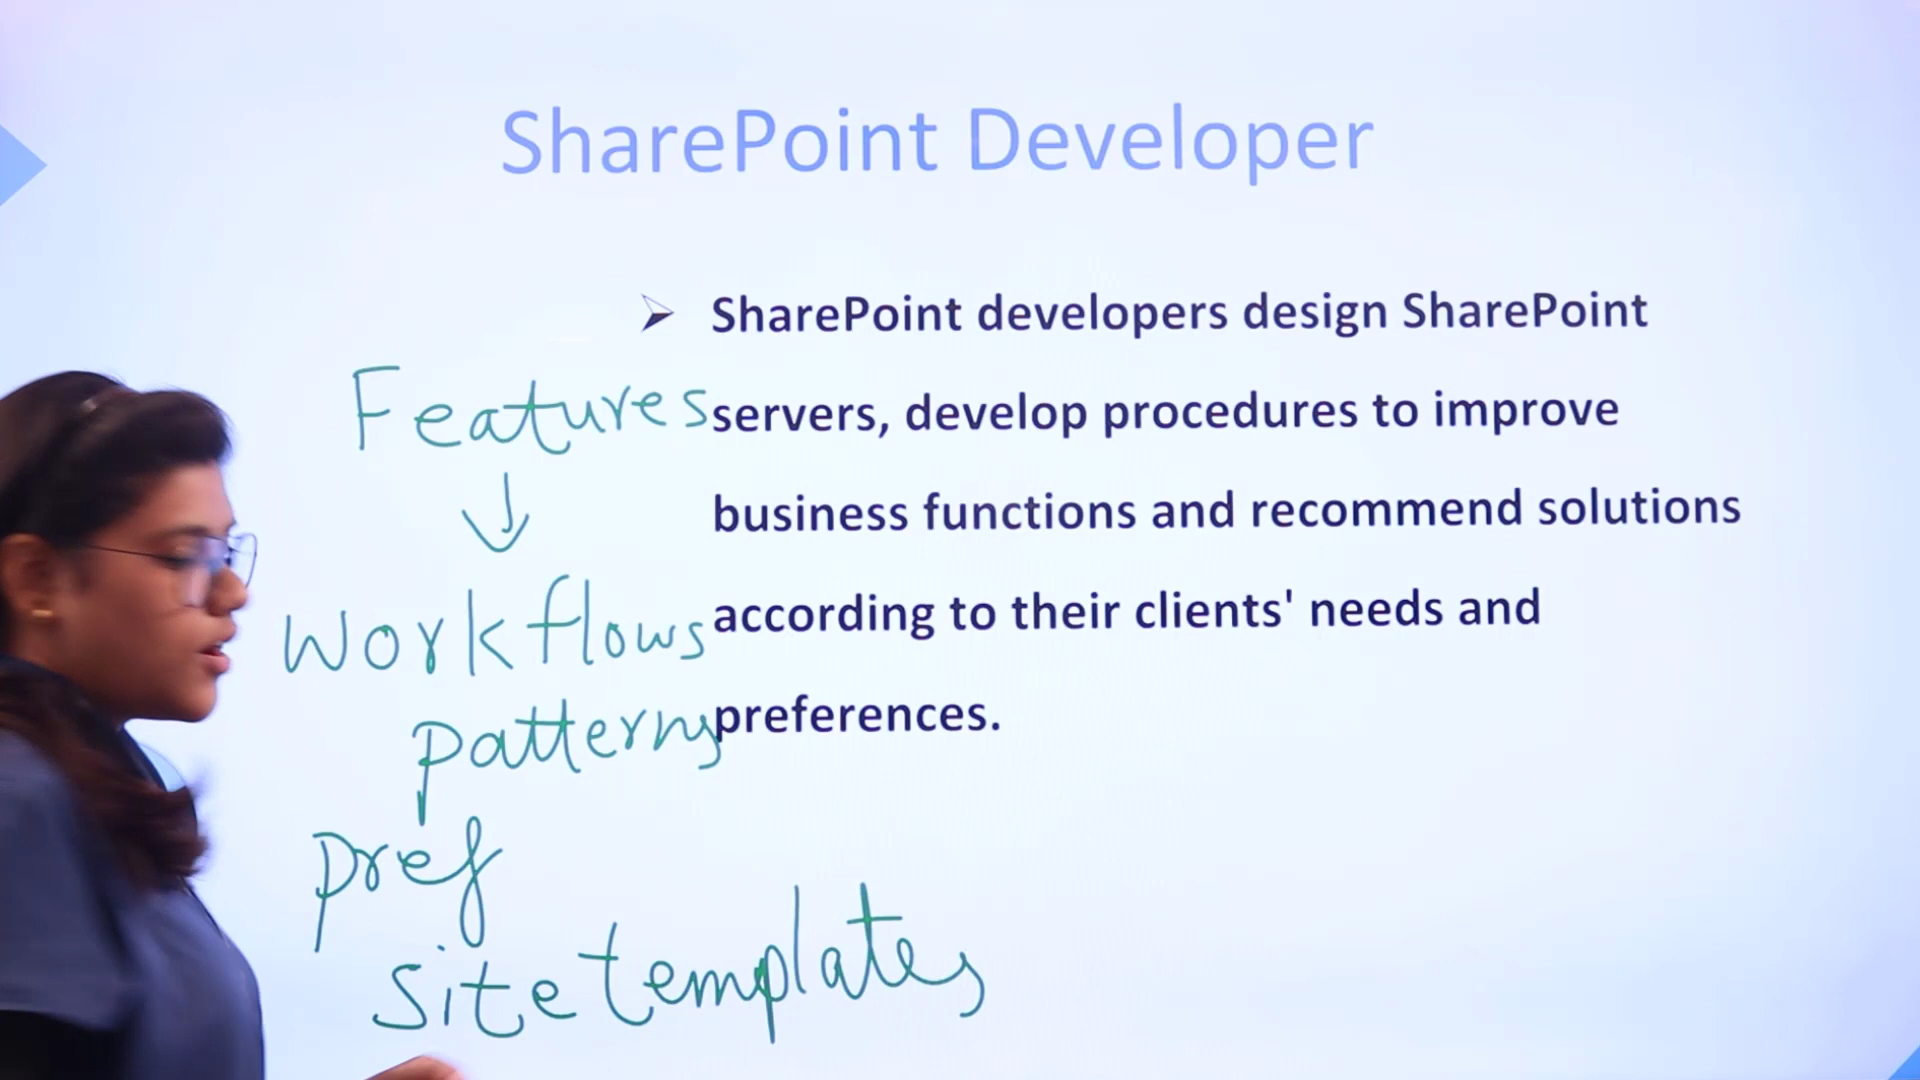 SharePoint Developer
➢ SharePoint developers design SharePoint
servers, develop procedures to improve
business functions and recommend solutions
according to their clients' needs and
preferences.
Features
↓
Workflows
patterns
pref
site templates